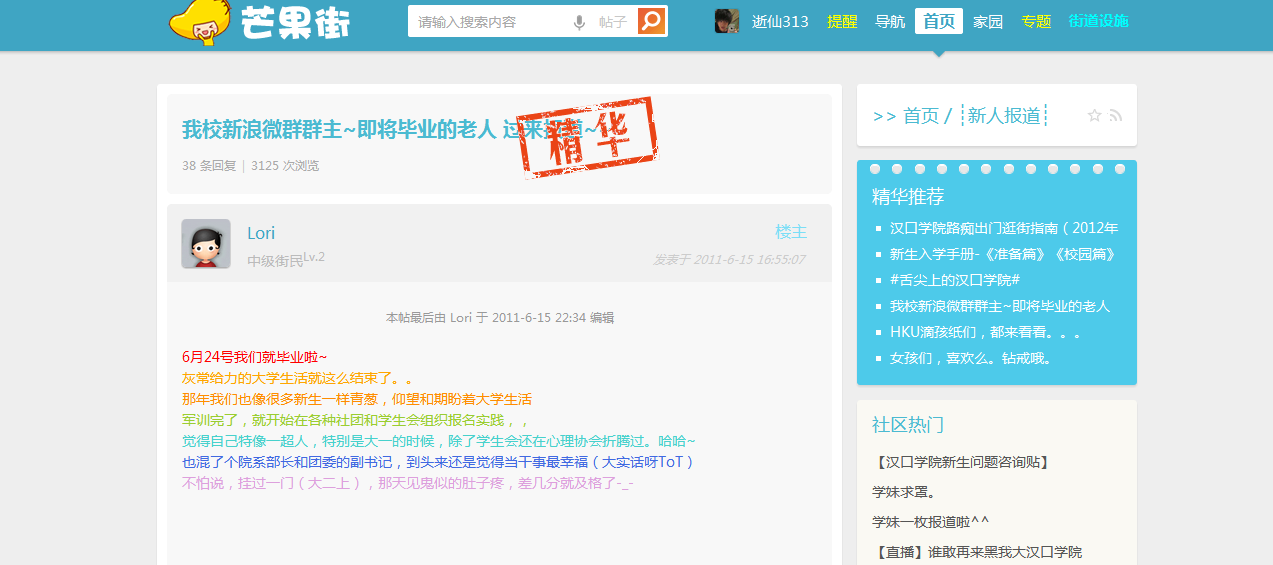 芒果街
请输入搜索内容
帖子
逝仙313
提醒
导航
首页
家园
专题
街道设施
我校新浪微群群主~即将毕业的老人 过来报道~
精华
38 条回复 | 3125 次浏览
Lori
楼主
中级街民Lv.2
发表于 2011-6-15 16:55:07
本帖最后由 Lori 于 2011-6-15 22:34 编辑
6月24号我们就毕业啦~
灰常给力的大学生活就这么结束了。。
那年我们也像很多新生一样青葱，仰望和期盼着大学生活
军训完了，就开始在各种社团和学生会组织报名实践，，
觉得自己特像一超人，特别是大一的时候，除了学生会还在心理协会折腾过。哈哈~
也混了个院系部长和团委的副书记，到头来还是觉得当干事最幸福（大实话呀ToT）
不怕说，挂过一门（大二上），那天见鬼似的肚子疼，差几分就及格了-_-
>> 首页 / 新人报道
精华推荐
汉口学院路痴出门逛街指南（2012年
新生入学手册-《准备篇》《校园篇》
#舌尖上的汉口学院#
我校新浪微群群主~即将毕业的老人
HKU滴孩纸们，都来看看。。。
女孩们，喜欢么。钻戒哦。
社区热门
【汉口学院新生问题咨询贴】
学妹求罩。
学妹一枚报道啦^^
【直播】谁敢再来黑我大汉口学院